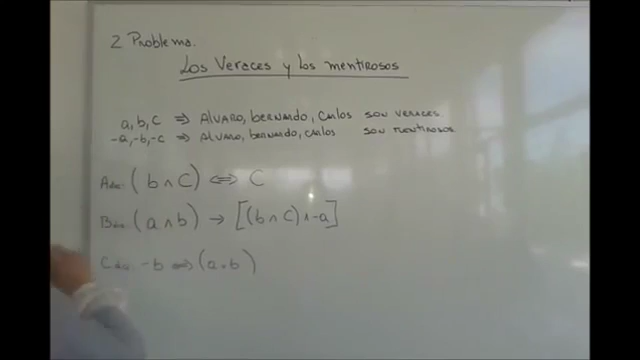 2 Problema.
Los Veraces y los mentirosos
a, b, c ⇒ Alvaro, bernardo, Carlos son veraces.
-a, -b, -c ⇒ Alvaro, bernardo, Carlos son mentirosos.
(b ∧ C) ⇔ C
(a ∧ b) → [(b ∧ C) ∧ -a]
-b ⇔ (a ∧ b)